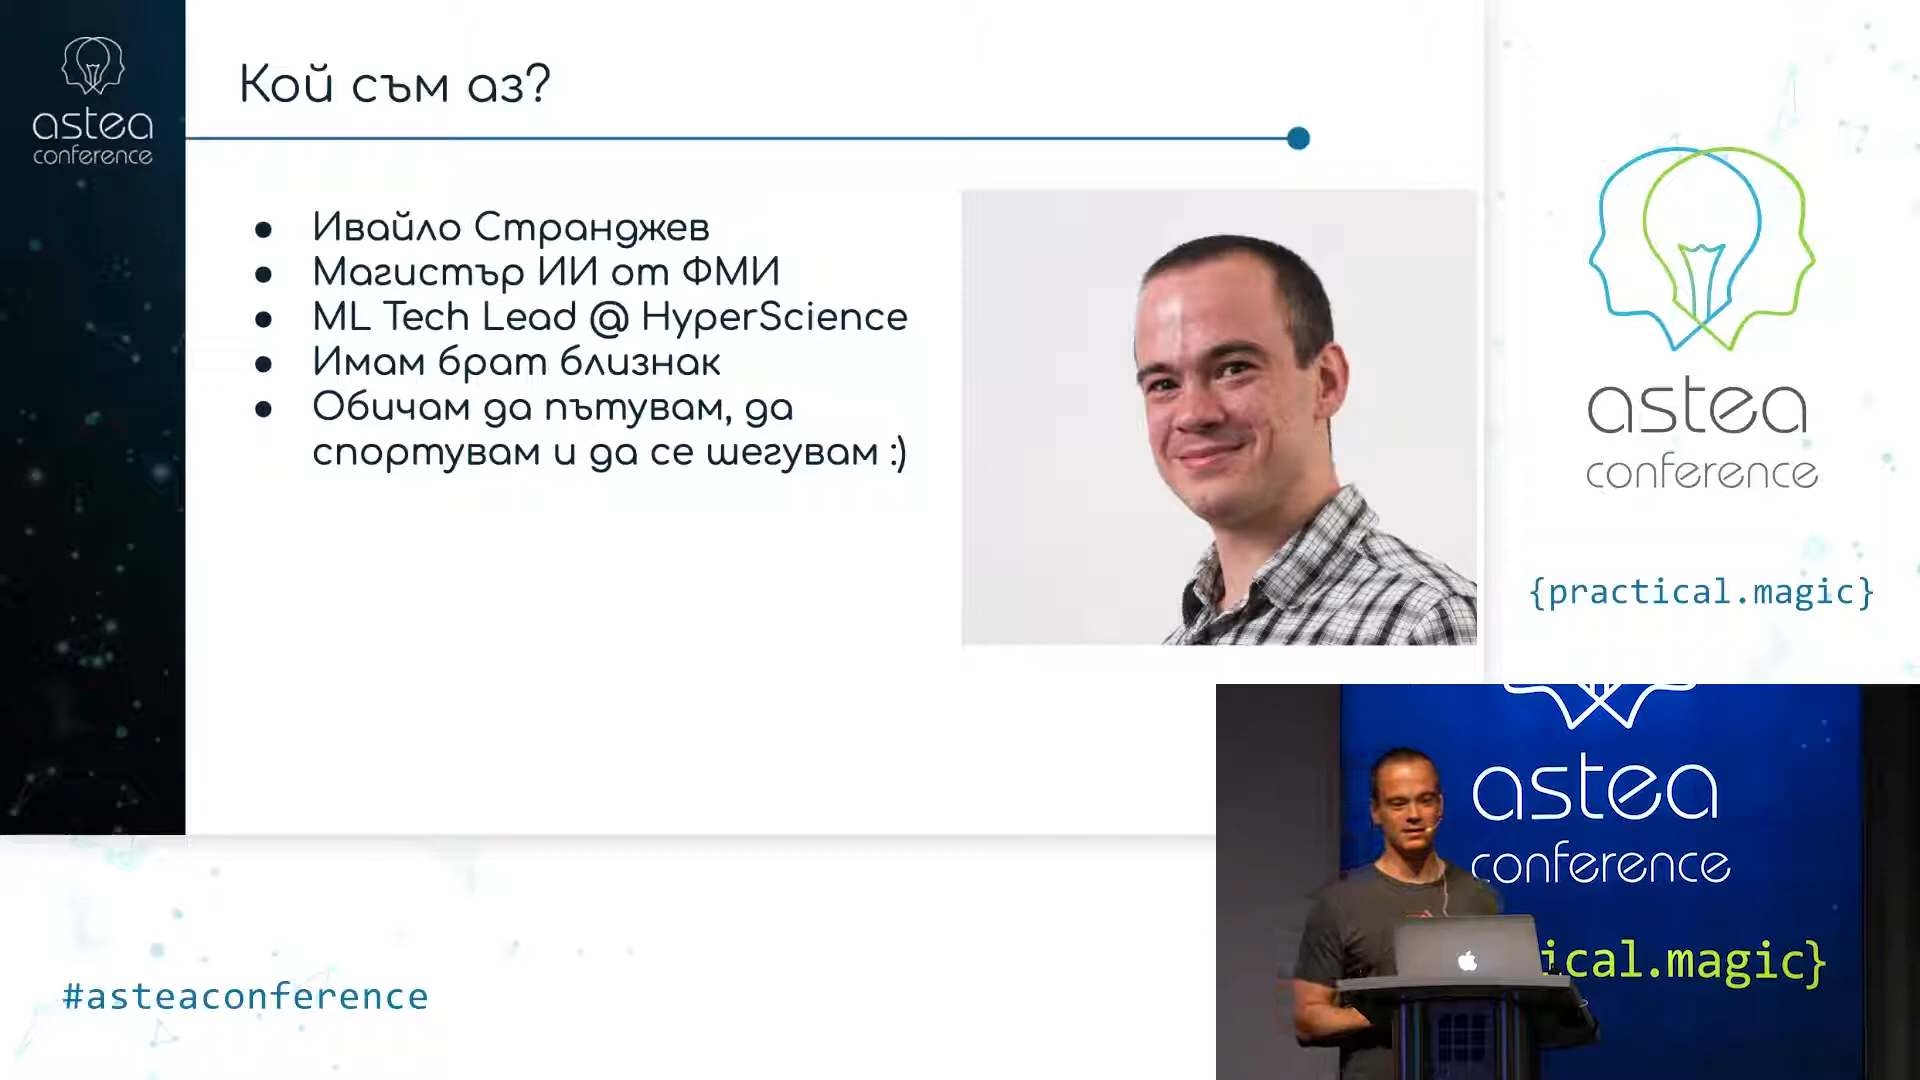 astea
conference
Кой съм аз?
● Ивайло Странджев
● Магистър ИИ от ФМИ
● ML Tech Lead @ HyperScience
● Имам брат близнак
● Обичам да пътувам, да
спортувам и да се шегувам :)
astea
conference
{practical.magic}
astea
conference
ical.magic}
#asteaconference